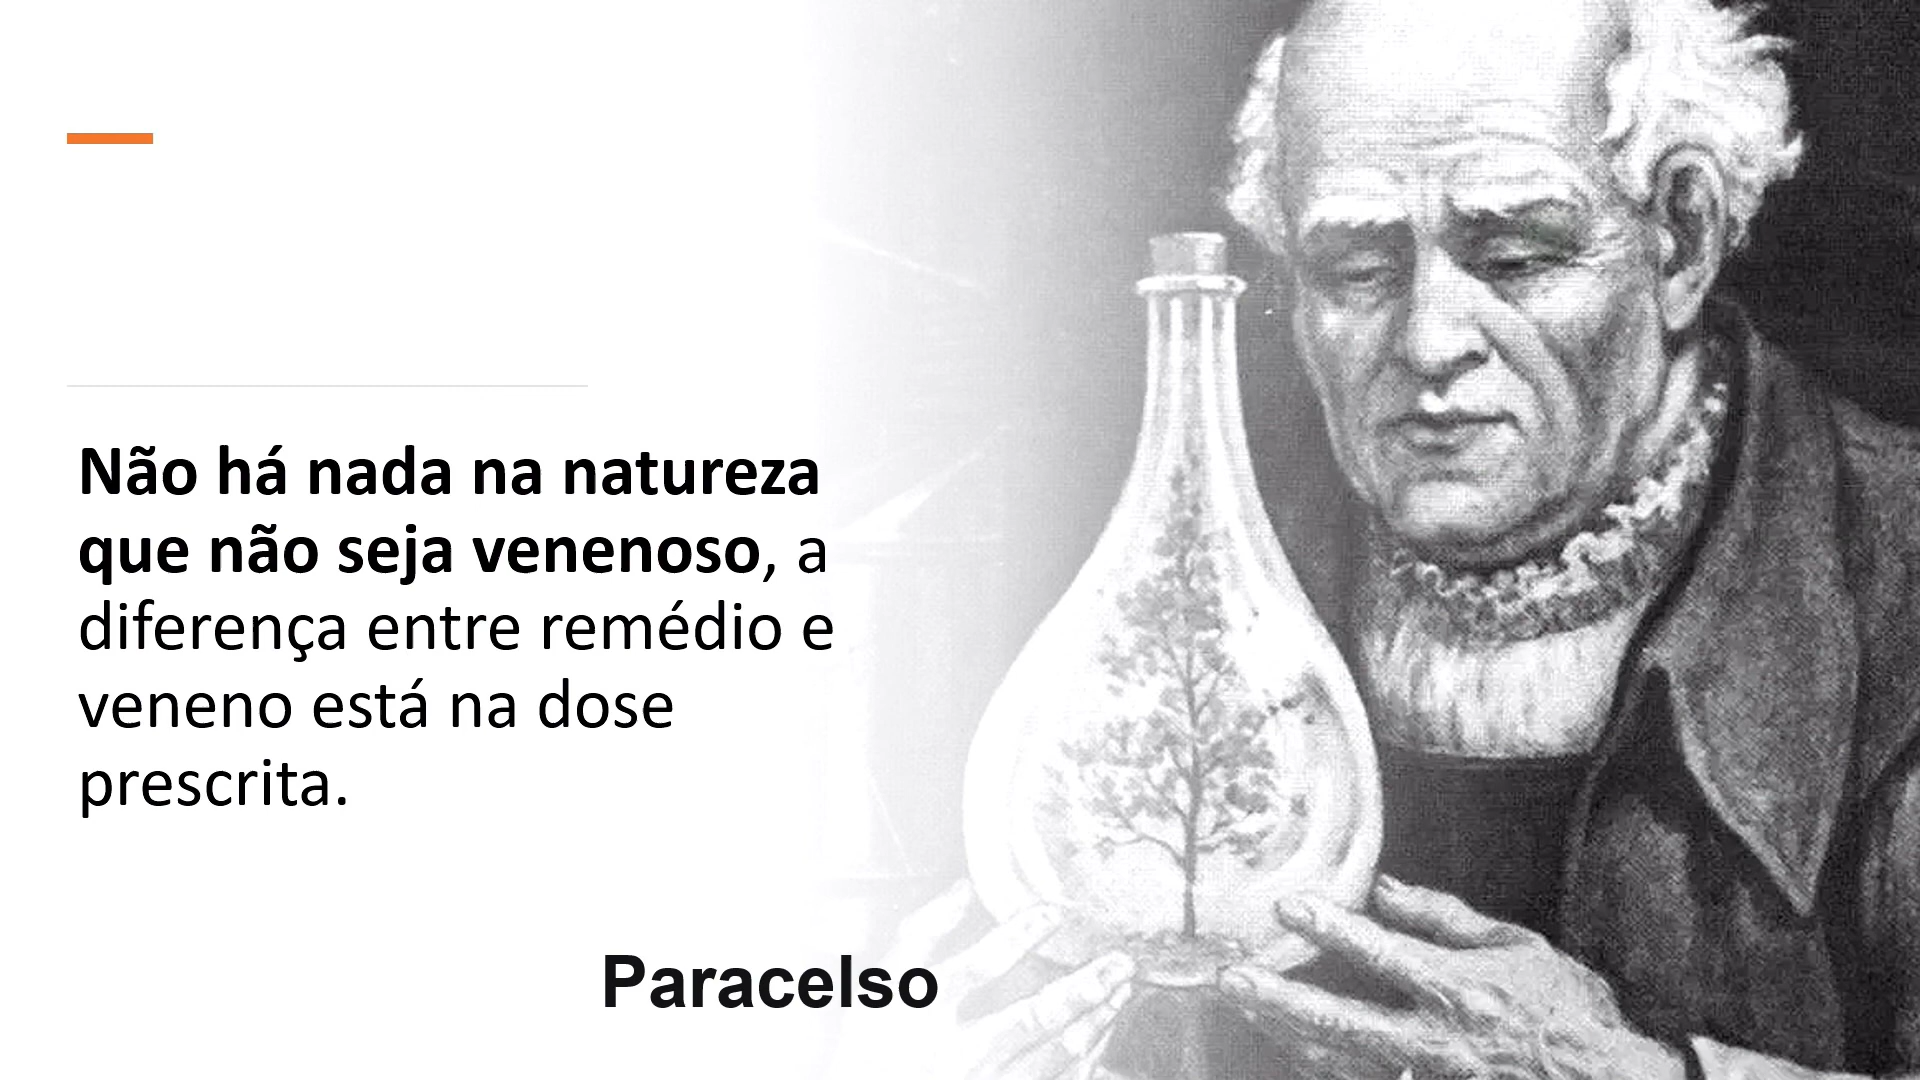 Não há nada na natureza
que não seja venenoso, a
diferença entre remédio e
veneno está na dose
prescrita.
Paracelso